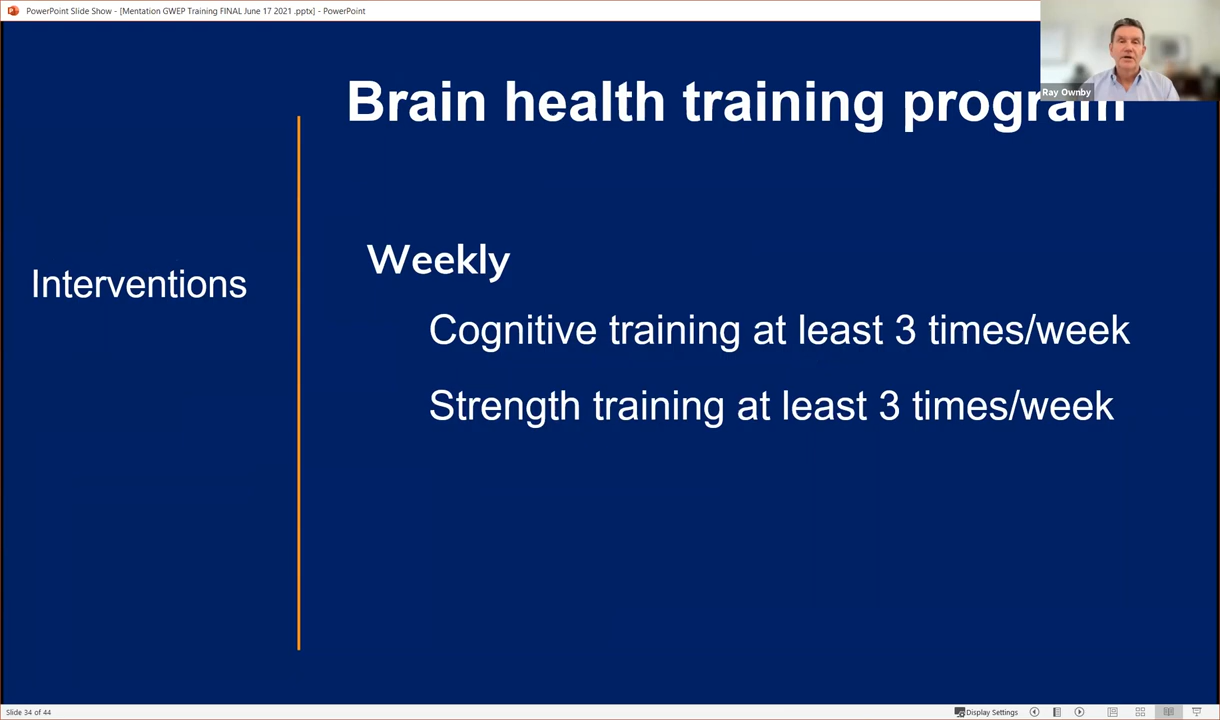 PowerPoint Slide Show - [Mentation GWEP Training FINAL June 17 2021 .pptx] - PowerPoint
Brain health training program
Ray Ownby
Interventions
Weekly
Cognitive training at least 3 times/week
Strength training at least 3 times/week
Slide 34 of 44
Display Settings